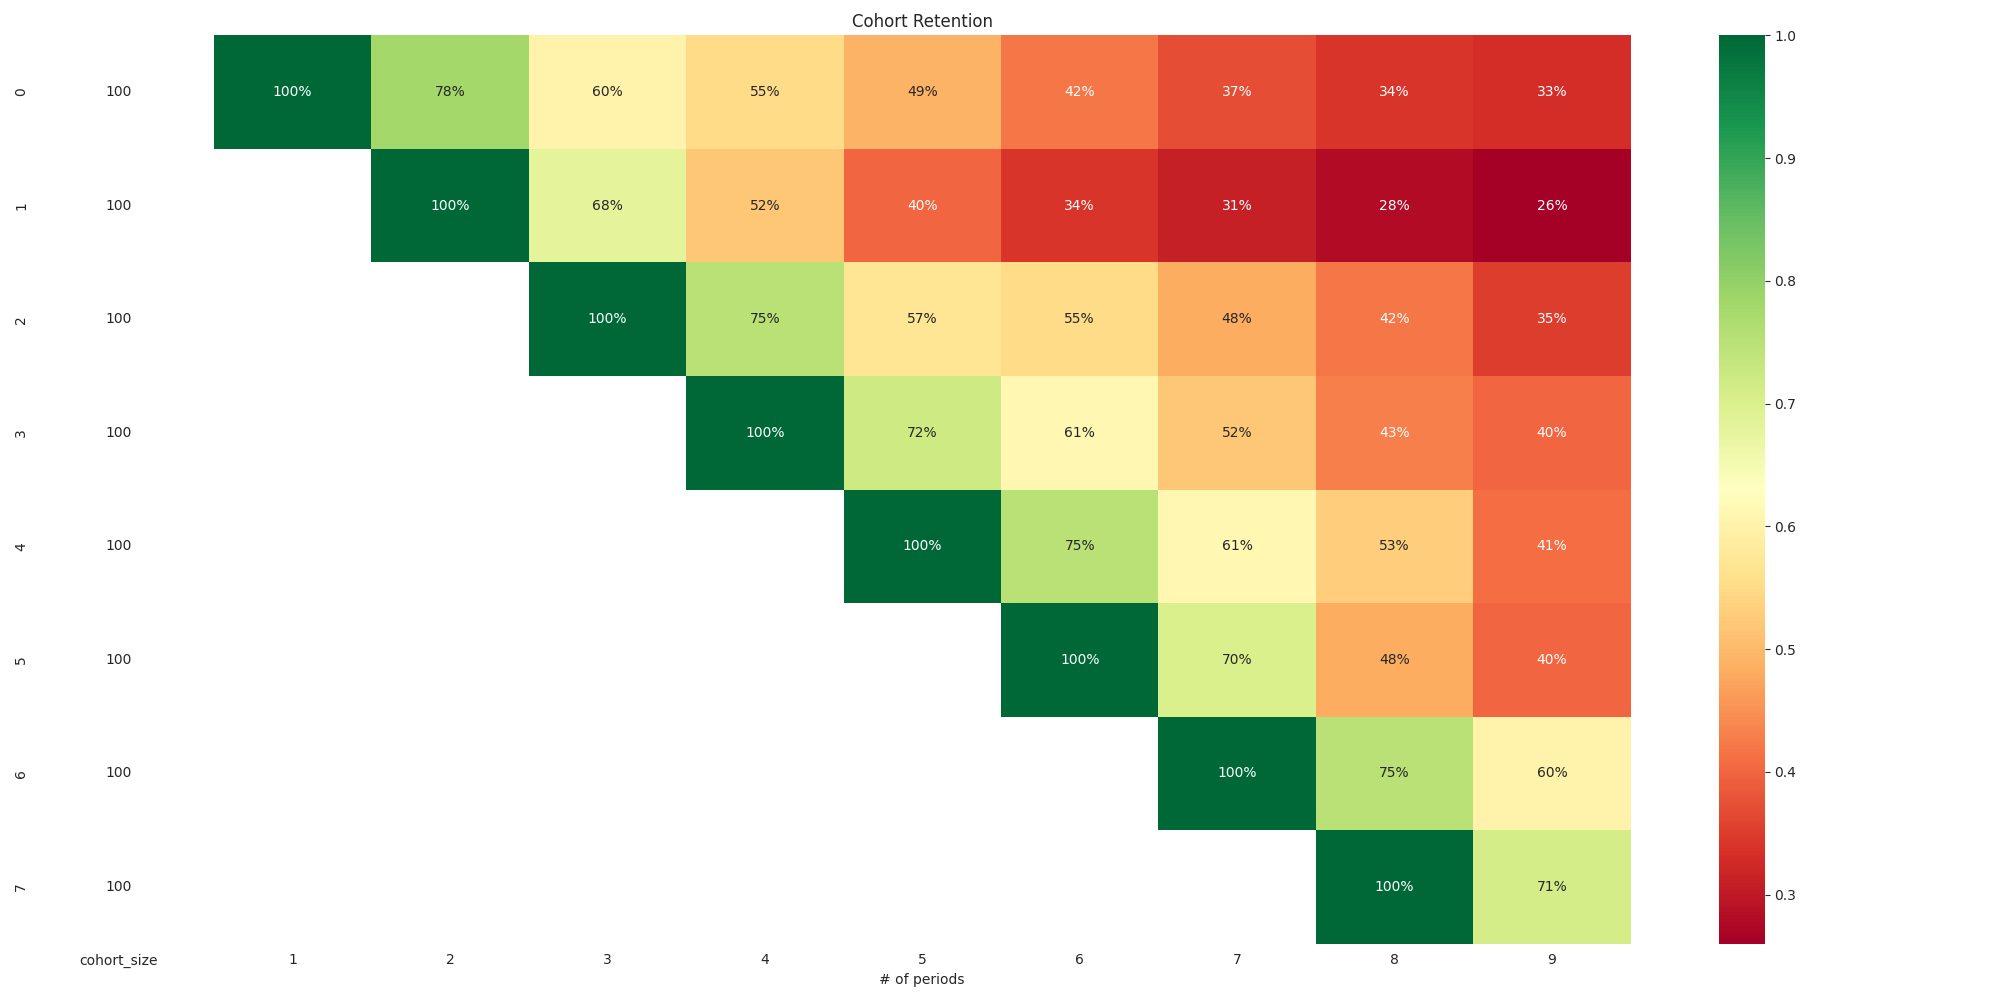 Cohort Retention
0 100 100% 78% 60% 55% 49% 42% 37% 34% 33%
1 100 100% 68% 52% 40% 34% 31% 28% 26%
2 100 100% 75% 57% 55% 48% 42% 35%
3 100 100% 72% 61% 52% 43% 40%
4 100 100% 75% 61% 53% 41%
5 100 100% 70% 48% 40%
6 100 100% 75% 60%
7 100 100% 71%
cohort_size 1 2 3 4 5 6 7 8 9
# of periods
1.0
0.9
0.8
0.7
0.6
0.5
0.4
0.3